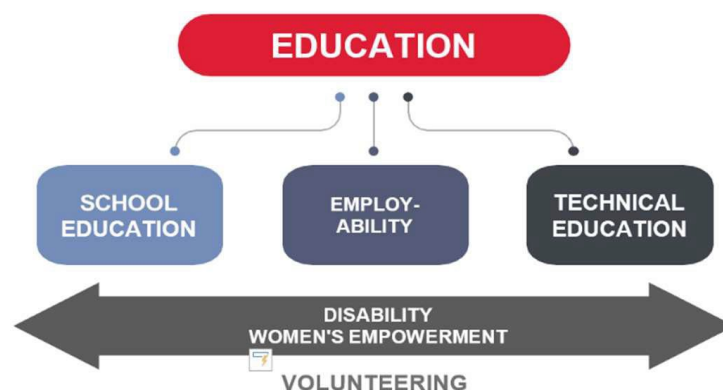 EDUCATION
SCHOOL
EDUCATION
EMPLOY-
ABILITY
TECHNICAL
EDUCATION
DISABILITY
WOMEN'S EMPOWERMENT
VOLUNTEERING